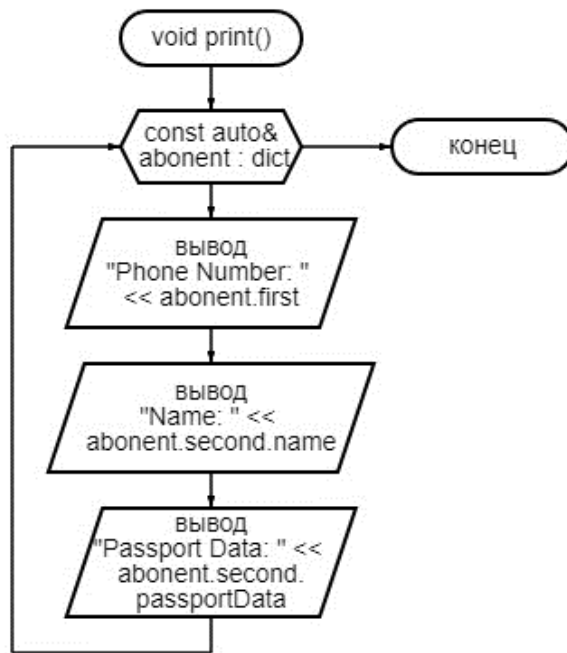 void print()
const auto&
abonent : dict
конец
вывод
"Phone Number: "
<< abonent.first
вывод
"Name: " <<
abonent.second.name
вывод
"Passport Data: " <<
abonent.second.
passportData